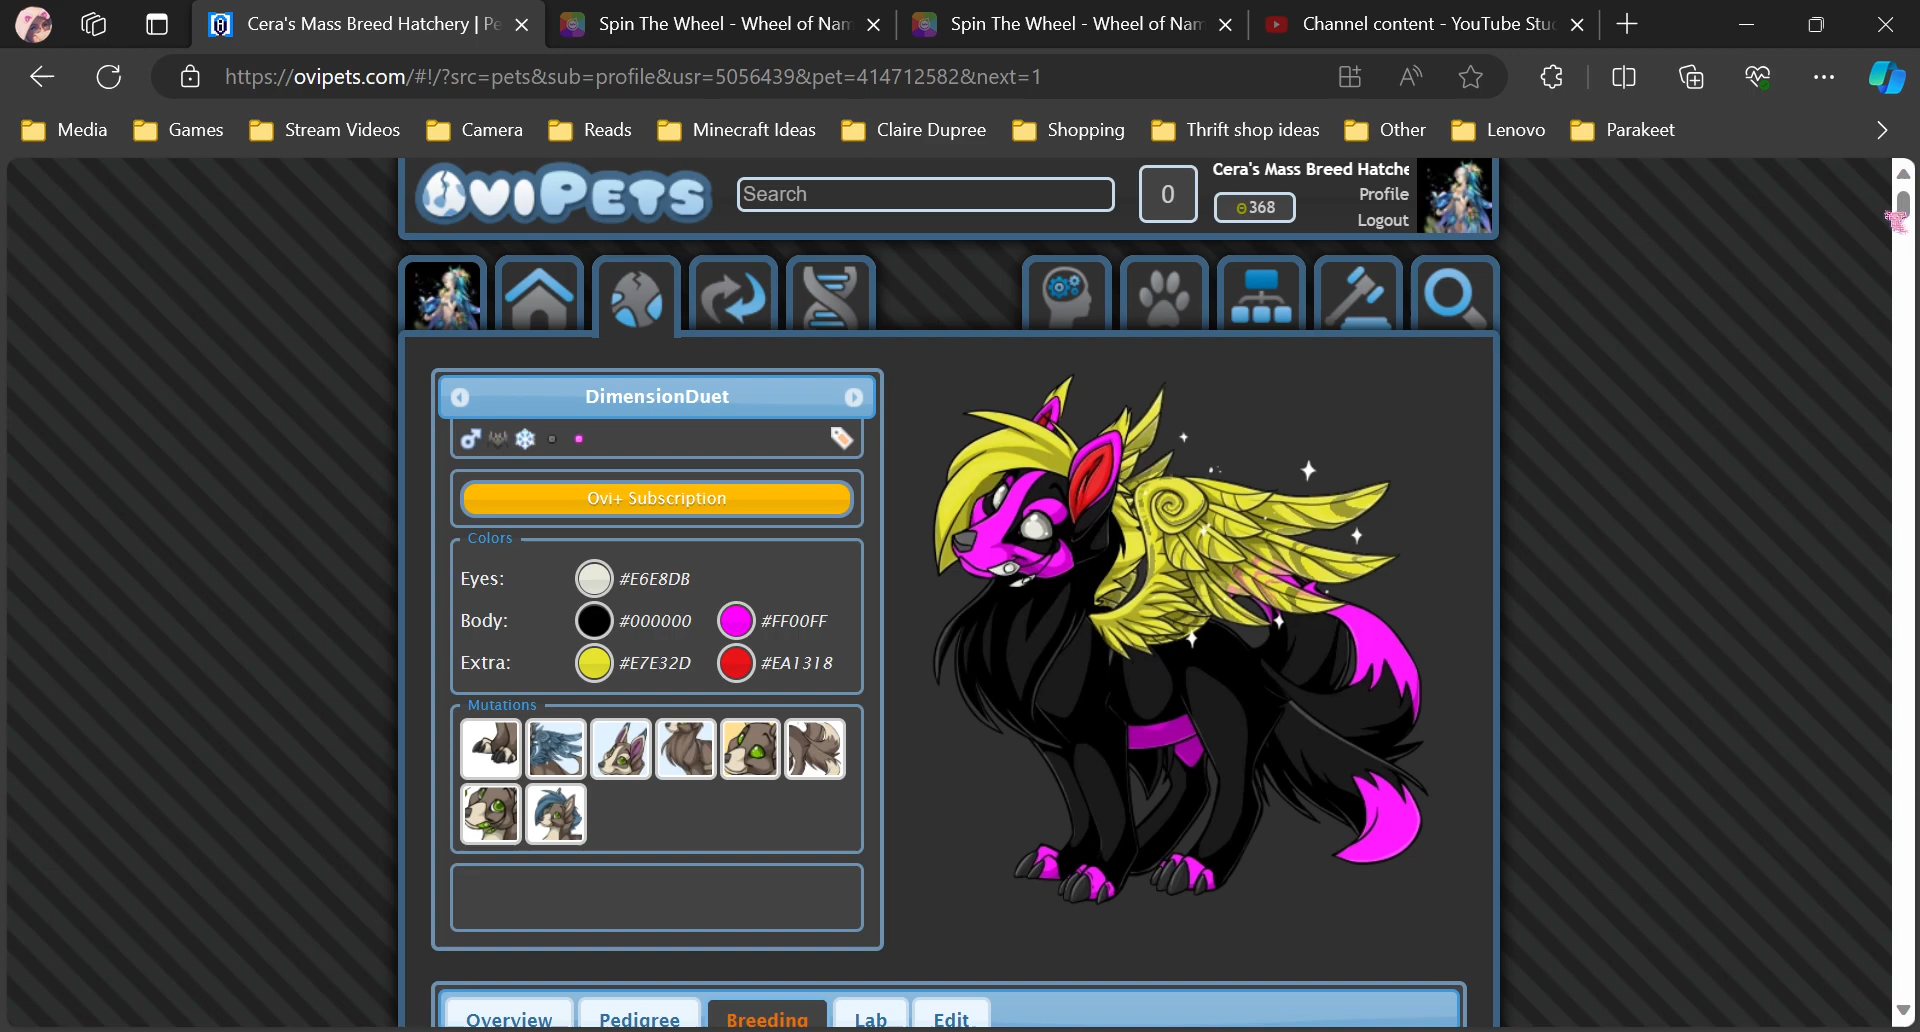 Cera's Mass Breed Hatchery | Pe
Spin The Wheel - Wheel of Nam
Spin The Wheel - Wheel of Nam
Channel content - YouTube Stuc
https://ovipets.com/#!/?src=pets&sub=profile&usr=5056439&pet=414712582&next=1
Media
Games
Stream Videos
Camera
Reads
Minecraft Ideas
Claire Dupree
Shopping
Thrift shop ideas
Other
Lenovo
Parakeet
OviPets
Search
0
Cera's Mass Breed Hatche
368
Profile
Logout
DimensionDuet
Ovi+ Subscription
Colors
Eyes: #E6E8DB
Body: #000000 #FF00FF
Extra: #E7E32D #EA1318
Mutations
Overview Pedigree Breeding Lab Edit